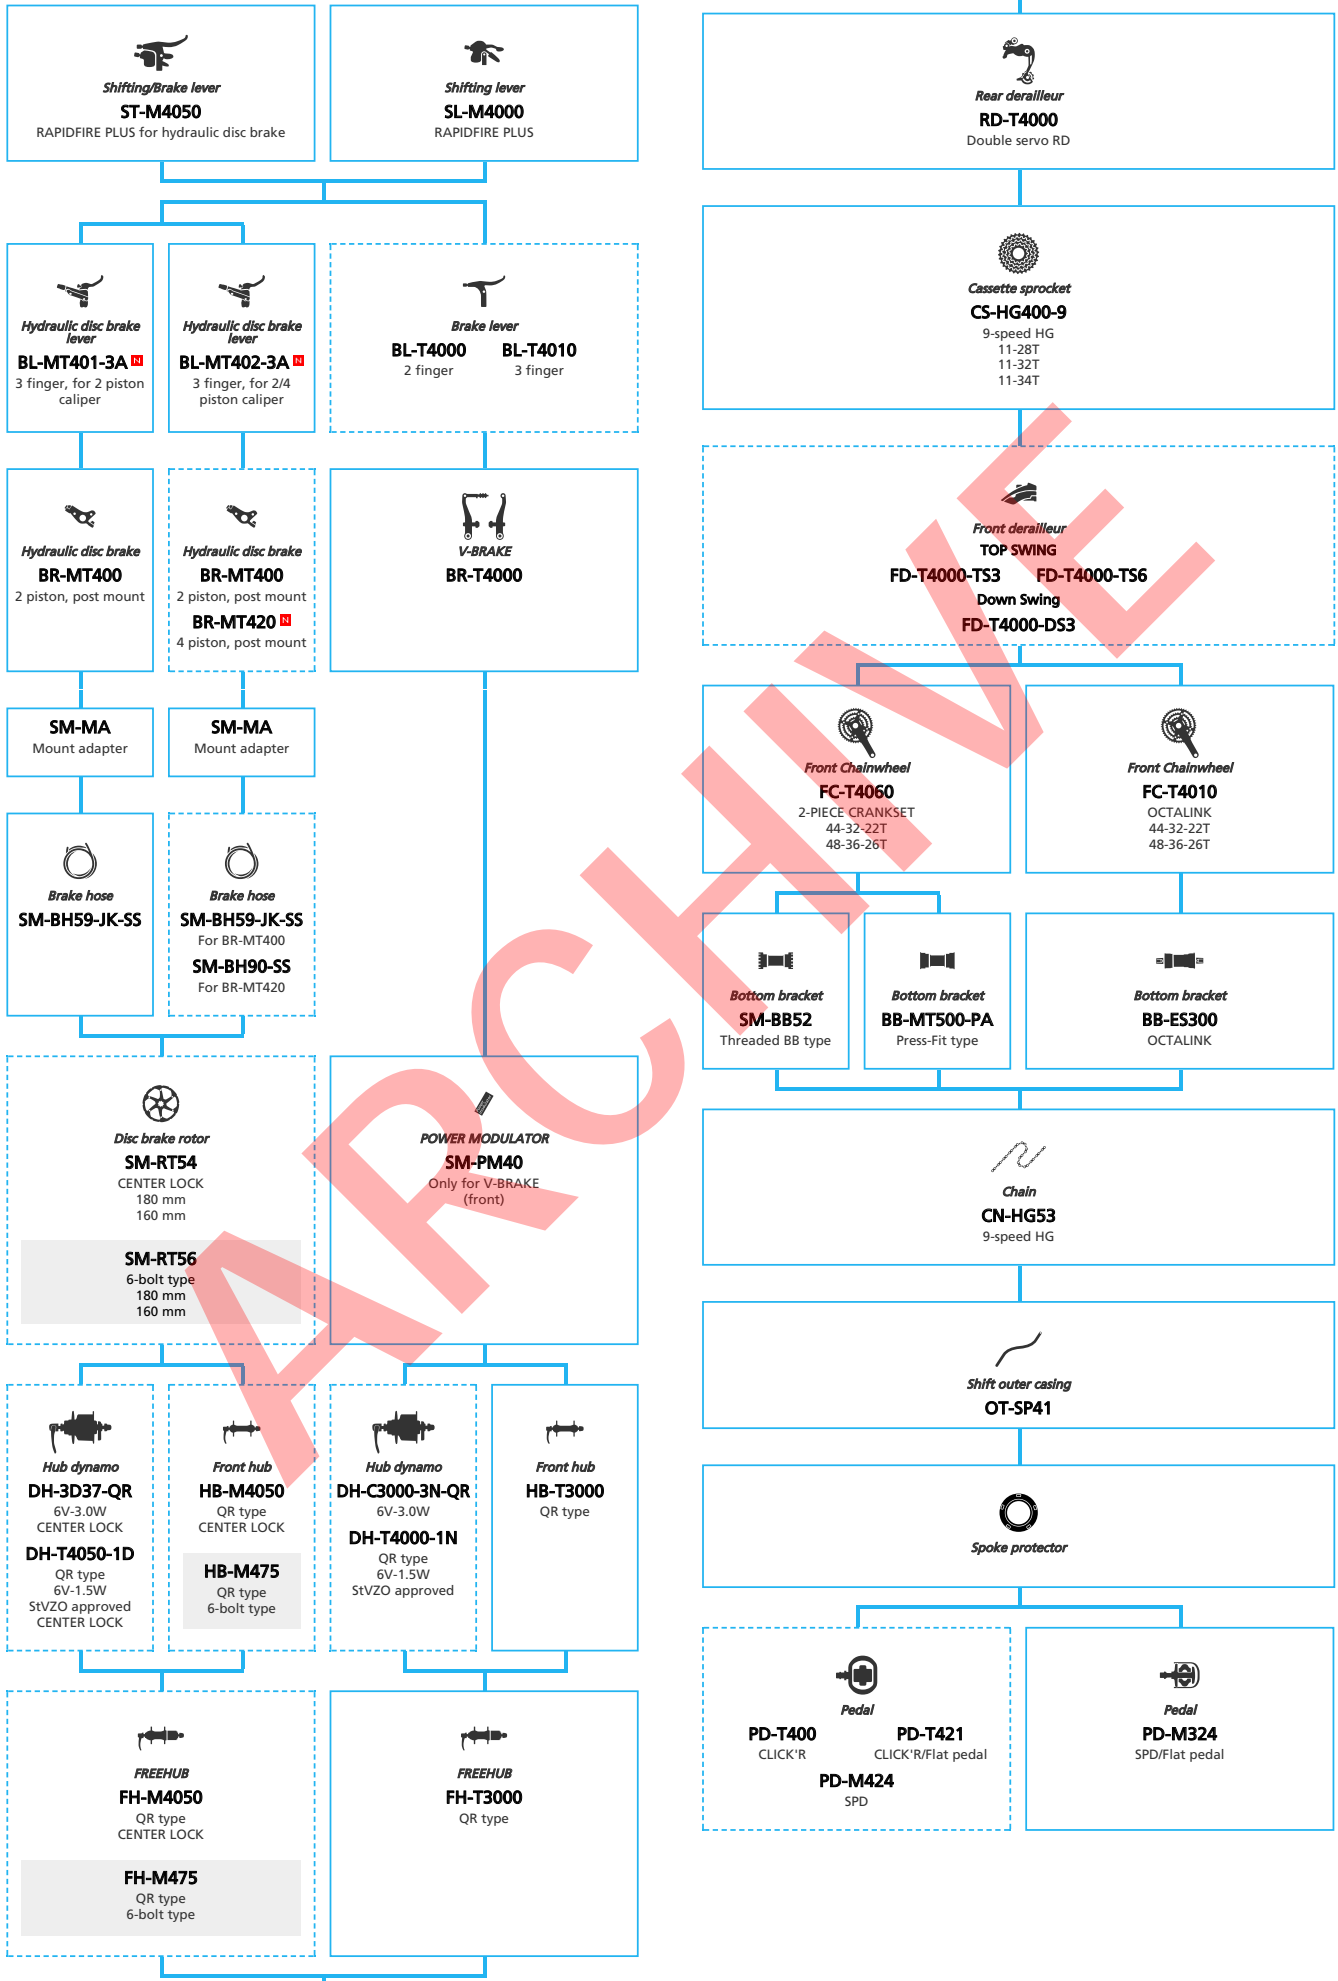 Shifting/Brake lever
ST-M4050
RAPIDFIRE PLUS for hydraulic disc brake
Shifting lever
SL-M4000
RAPIDFIRE PLUS
Hydraulic disc brake
lever
BL-MT401-3A N
3 finger, for 2 piston
caliper
Hydraulic disc brake
lever
BL-MT402-3A N
3 finger, for 2/4
piston caliper
Brake lever
BL-T4000
2 finger
BL-T4010
3 finger
Hydraulic disc brake
BR-MT400
2 piston, post mount
Hydraulic disc brake
BR-MT400
2 piston, post mount
BR-MT420 N
4 piston, post mount
V-BRAKE
BR-T4000
SM-MA
Mount adapter
SM-MA
Mount adapter
Brake hose
SM-BH59-JK-SS
Brake hose
SM-BH59-JK-SS
For BR-MT400
SM-BH90-SS
For BR-MT420
Disc brake rotor
SM-RT54
CENTER LOCK
180 mm
160 mm
SM-RT56
6-bolt type
180 mm
160 mm
POWER MODULATOR
SM-PM40
Only for V-BRAKE
(front)
Hub dynamo
DH-3D37-QR
6V-3.0W
CENTER LOCK
DH-T4050-1D
QR type
6V-1.5W
StVZO approved
CENTER LOCK
Front hub
HB-M4050
QR type
CENTER LOCK
HB-M475
QR type
6-bolt type
Hub dynamo
DH-C3000-3N-QR
6V-3.0W
DH-T4000-1N
QR type
6V-1.5W
StVZO approved
Front hub
HB-T3000
QR type
FREEHUB
FH-M4050
QR type
CENTER LOCK
FH-M475
QR type
6-bolt type
FREEHUB
FH-T3000
QR type
Rear derailleur
RD-T4000
Double servo RD
Cassette sprocket
CS-HG400-9
9-speed HG
11-28T
11-32T
11-34T
Front derailleur
TOP SWING
FD-T4000-TS3 FD-T4000-TS6
Down Swing
FD-T4000-DS3
Front Chainwheel
FC-T4060
2-PIECE CRANKSET
44-32-22T
48-36-26T
Front Chainwheel
FC-T4010
OCTALINK
44-32-22T
48-36-26T
Bottom bracket
SM-BB52
Threaded BB type
Bottom bracket
BB-MT500-PA
Press-Fit type
Bottom bracket
BB-ES300
OCTALINK
Chain
CN-HG53
9-speed HG
Shift outer casing
OT-SP41
Spoke protector
Pedal
PD-T400
CLICK'R
PD-T421
CLICK'R/Flat pedal
PD-M424
SPD
Pedal
PD-M324
SPD/Flat pedal
ARCHIVE